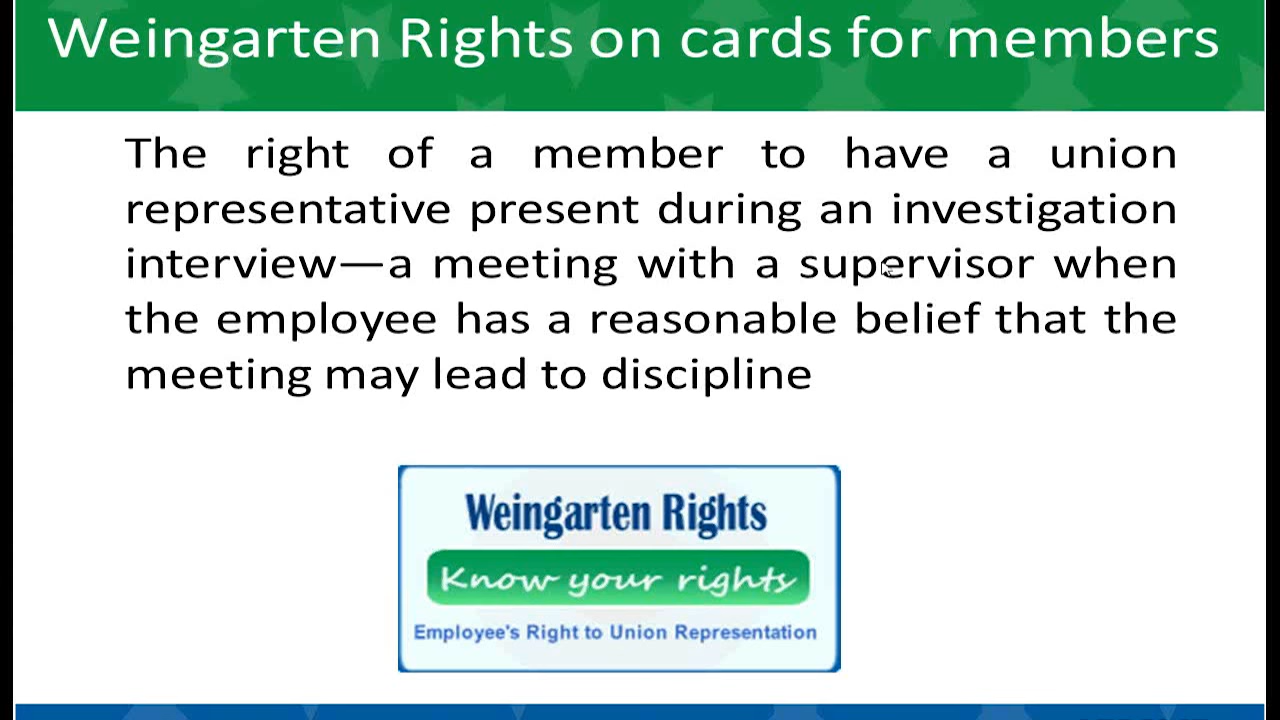 Weingarten Rights on cards for members
The right of a member to have a union
representative present during an investigation
interview—a meeting with a supervisor when
the employee has a reasonable belief that the
meeting may lead to discipline
Weingarten Rights
Know your rights
Employee's Right to Union Representation